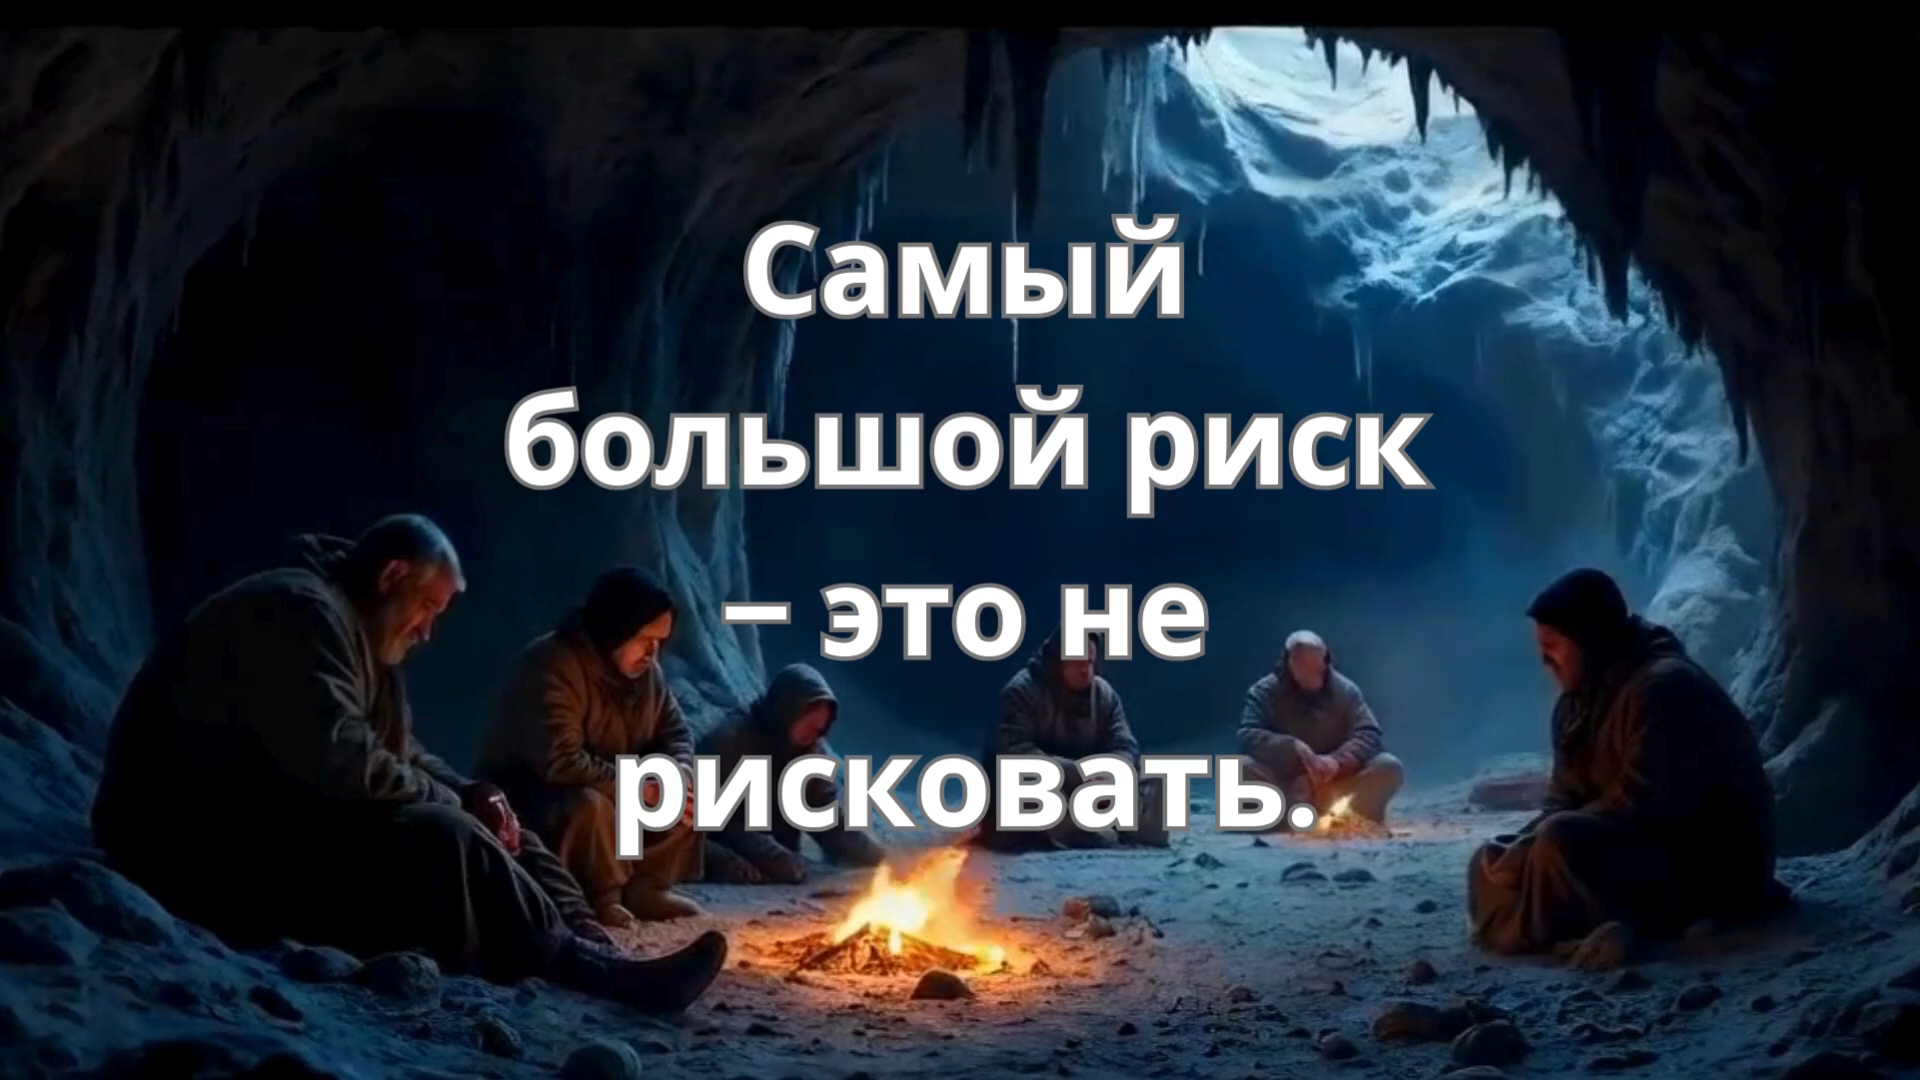 Самый
большой риск
– это не
рисковать.